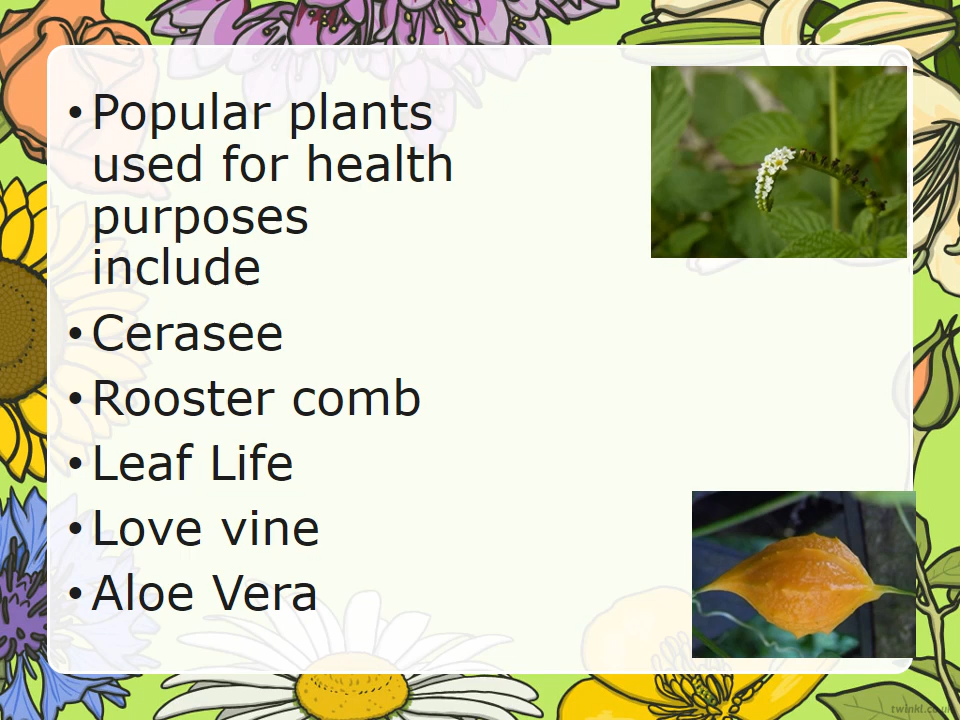 • Popular plants
used for health
purposes
include
• Cerasee
• Rooster comb
• Leaf Life
• Love vine
• Aloe Vera
twinkl.co.uk